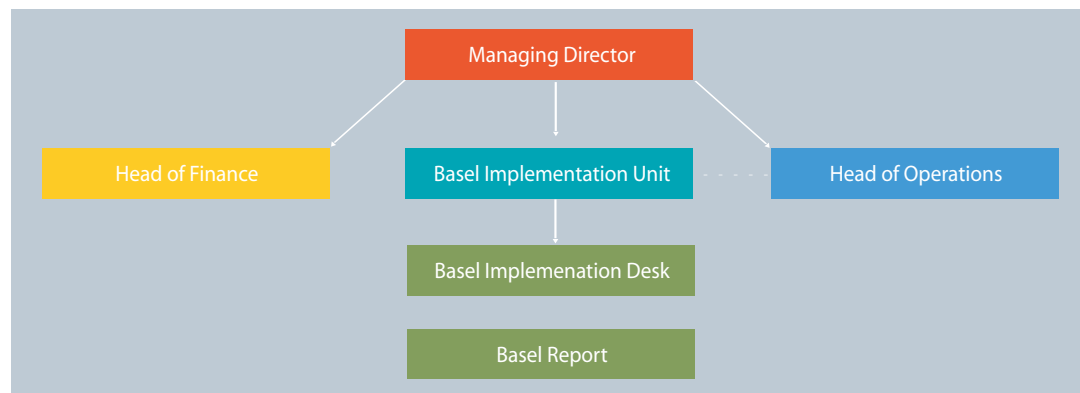 Managing Director
Head of Finance
Basel Implementation Unit
Head of Operations
Basel Implemenation Desk
Basel Report